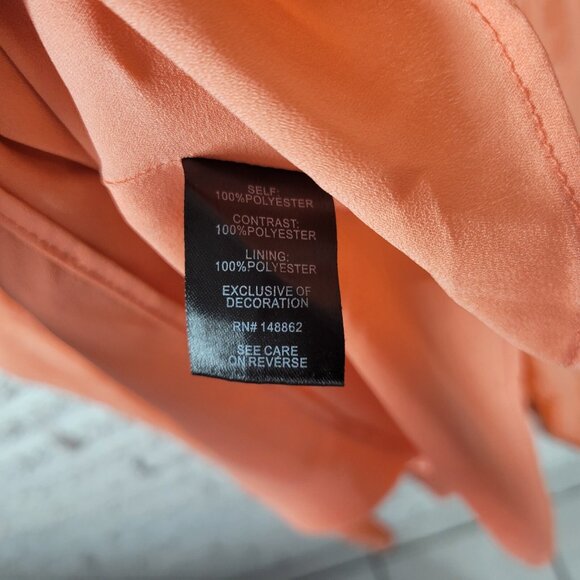 SELF:
100%POLYESTER
CONTRAST:
100%POLYESTER
LINING:
100%POLYESTER
EXCLUSIVE OF
DECORATION
RN# 148862
SEE CARE
ON REVERSE